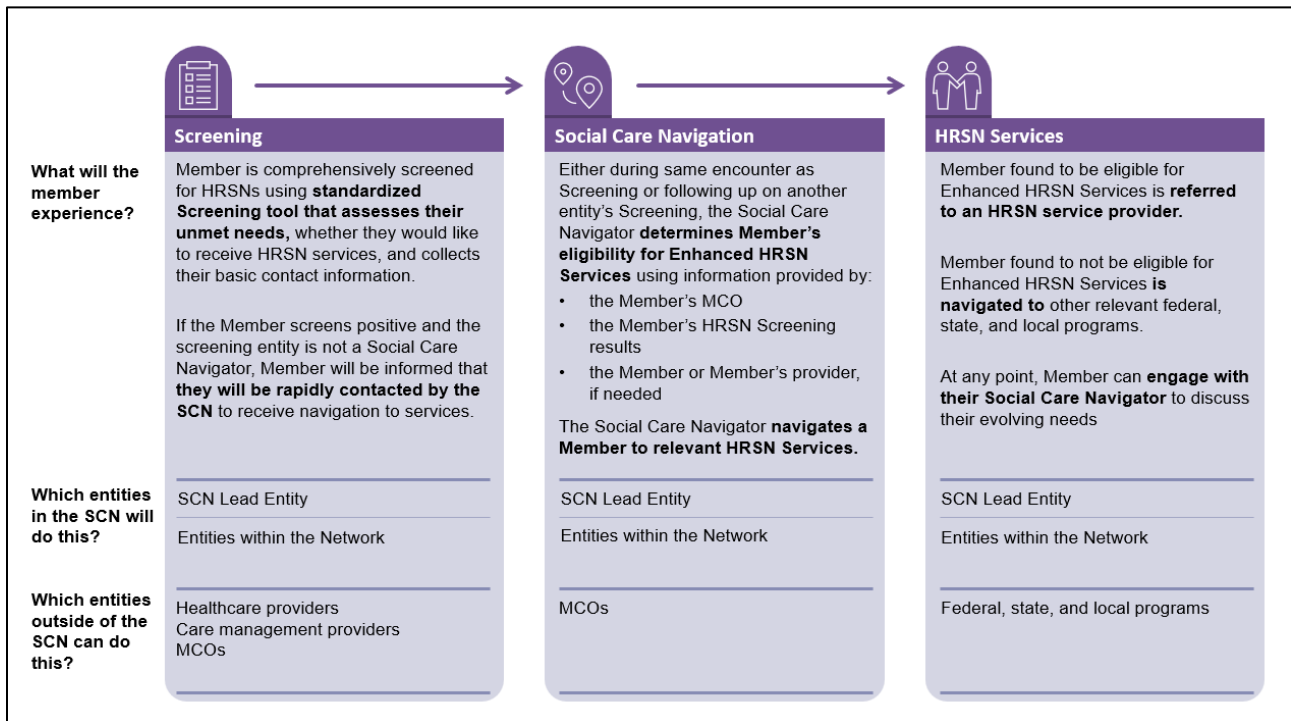 Screening
Social Care Navigation
HRSN Services
What will the
member
experience?
Member is comprehensively screened
for HRSNs using standardized
Screening tool that assesses their
unmet needs, whether they would like
to receive HRSN services, and collects
their basic contact information.
If the Member screens positive and the
screening entity is not a Social Care
Navigator, Member will be informed that
they will be rapidly contacted by the
SCN to receive navigation to services.
Either during same encounter as
Screening or following up on another
entity's Screening, the Social Care
Navigator determines Member's
eligibility for Enhanced HRSN
Services using information provided by:
• the Member's MCO
• the Member's HRSN Screening
results
• the Member or Member's provider,
if needed
The Social Care Navigator navigates a
Member to relevant HRSN Services.
Member found to be eligible for
Enhanced HRSN Services is referred
to an HRSN service provider.
Member found to not be eligible for
Enhanced HRSN Services is
navigated to other relevant federal,
state, and local programs.
At any point, Member can engage with
their Social Care Navigator to discuss
their evolving needs
Which entities
in the SCN will
do this?
SCN Lead Entity
Entities within the Network
SCN Lead Entity
Entities within the Network
SCN Lead Entity
Entities within the Network
Which entities
outside of the
SCN can do
this?
Healthcare providers
Care management providers
MCOs
MCOs
Federal, state, and local programs